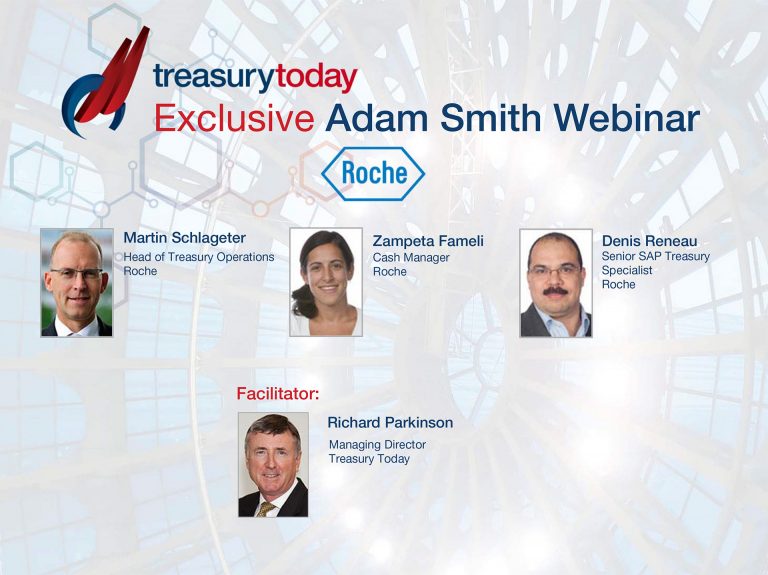 treasurytoday
Exclusive Adam Smith Webinar
Roche
Martin Schlageter
Head of Treasury Operations
Roche
Zampeta Fameli
Cash Manager
Roche
Denis Reneau
Senior SAP Treasury
Specialist
Roche
Facilitator:
Richard Parkinson
Managing Director
Treasury Today